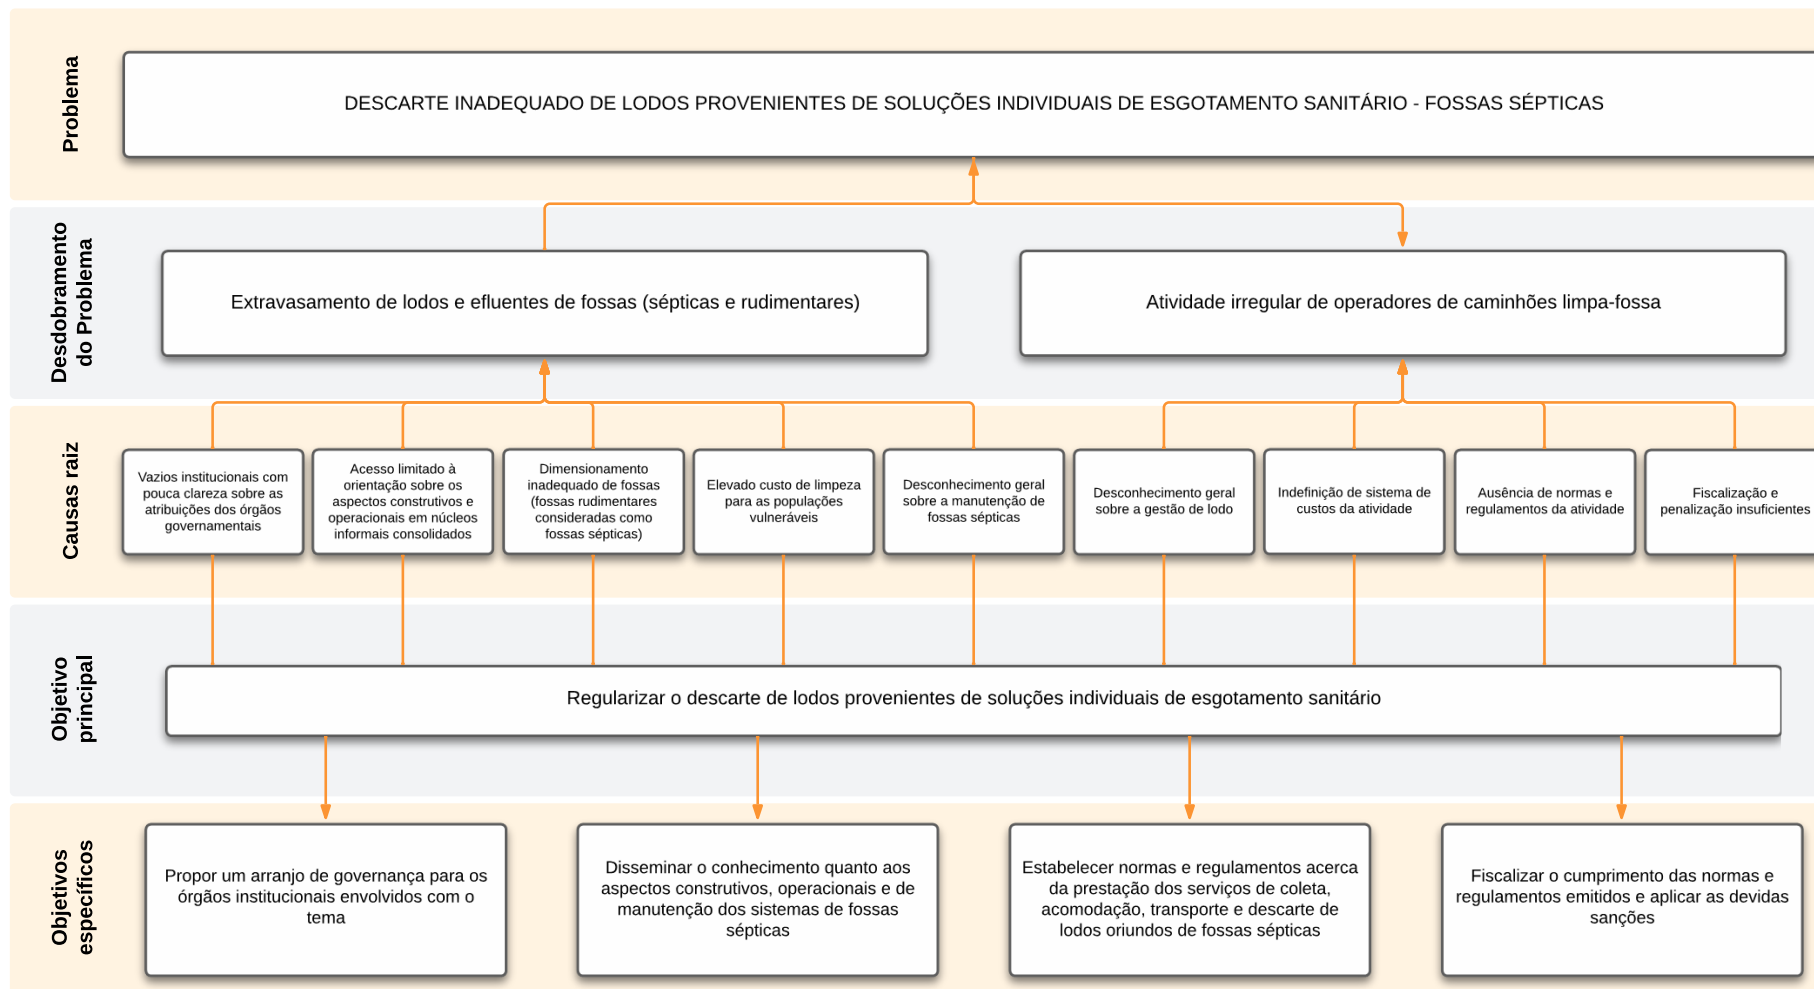 Problema
DESCARTE INADEQUADO DE LODOS PROVENIENTES DE SOLUÇÕES INDIVIDUAIS DE ESGOTAMENTO SANITÁRIO - FOSSAS SÉPTICAS
Desdobramento
do Problema
Extravasamento de lodos e efluentes de fossas (sépticas e rudimentares)
Atividade irregular de operadores de caminhões limpa-fossa
Causas raiz
Vazios institucionais com
pouca clareza sobre as
atribuições dos órgãos
governamentais
Acesso limitado à
orientação sobre os
aspectos construtivos e
operacionais em núcleos
informais consolidados
Dimensionamento
inadequado de fossas
(fossas rudimentares
consideradas como
fossas sépticas)
Elevado custo de limpeza
para as populações
vulneráveis
Desconhecimento geral
sobre a manutenção de
fossas sépticas
Desconhecimento geral
sobre a gestão de lodo
Indefinição de sistema de
custos da atividade
Ausência de normas e
regulamentos da atividade
Fiscalização e
penalização insuficientes
Objetivo
principal
Regularizar o descarte de lodos provenientes de soluções individuais de esgotamento sanitário
Objetivos
específicos
Propor um arranjo de governança para os
órgãos institucionais envolvidos com o
tema
Disseminar o conhecimento quanto aos
aspectos construtivos, operacionais e de
manutenção dos sistemas de fossas
sépticas
Estabelecer normas e regulamentos acerca
da prestação dos serviços de coleta,
acomodação, transporte e descarte de
lodos oriundos de fossas sépticas
Fiscalizar o cumprimento das normas e
regulamentos emitidos e aplicar as devidas
sanções